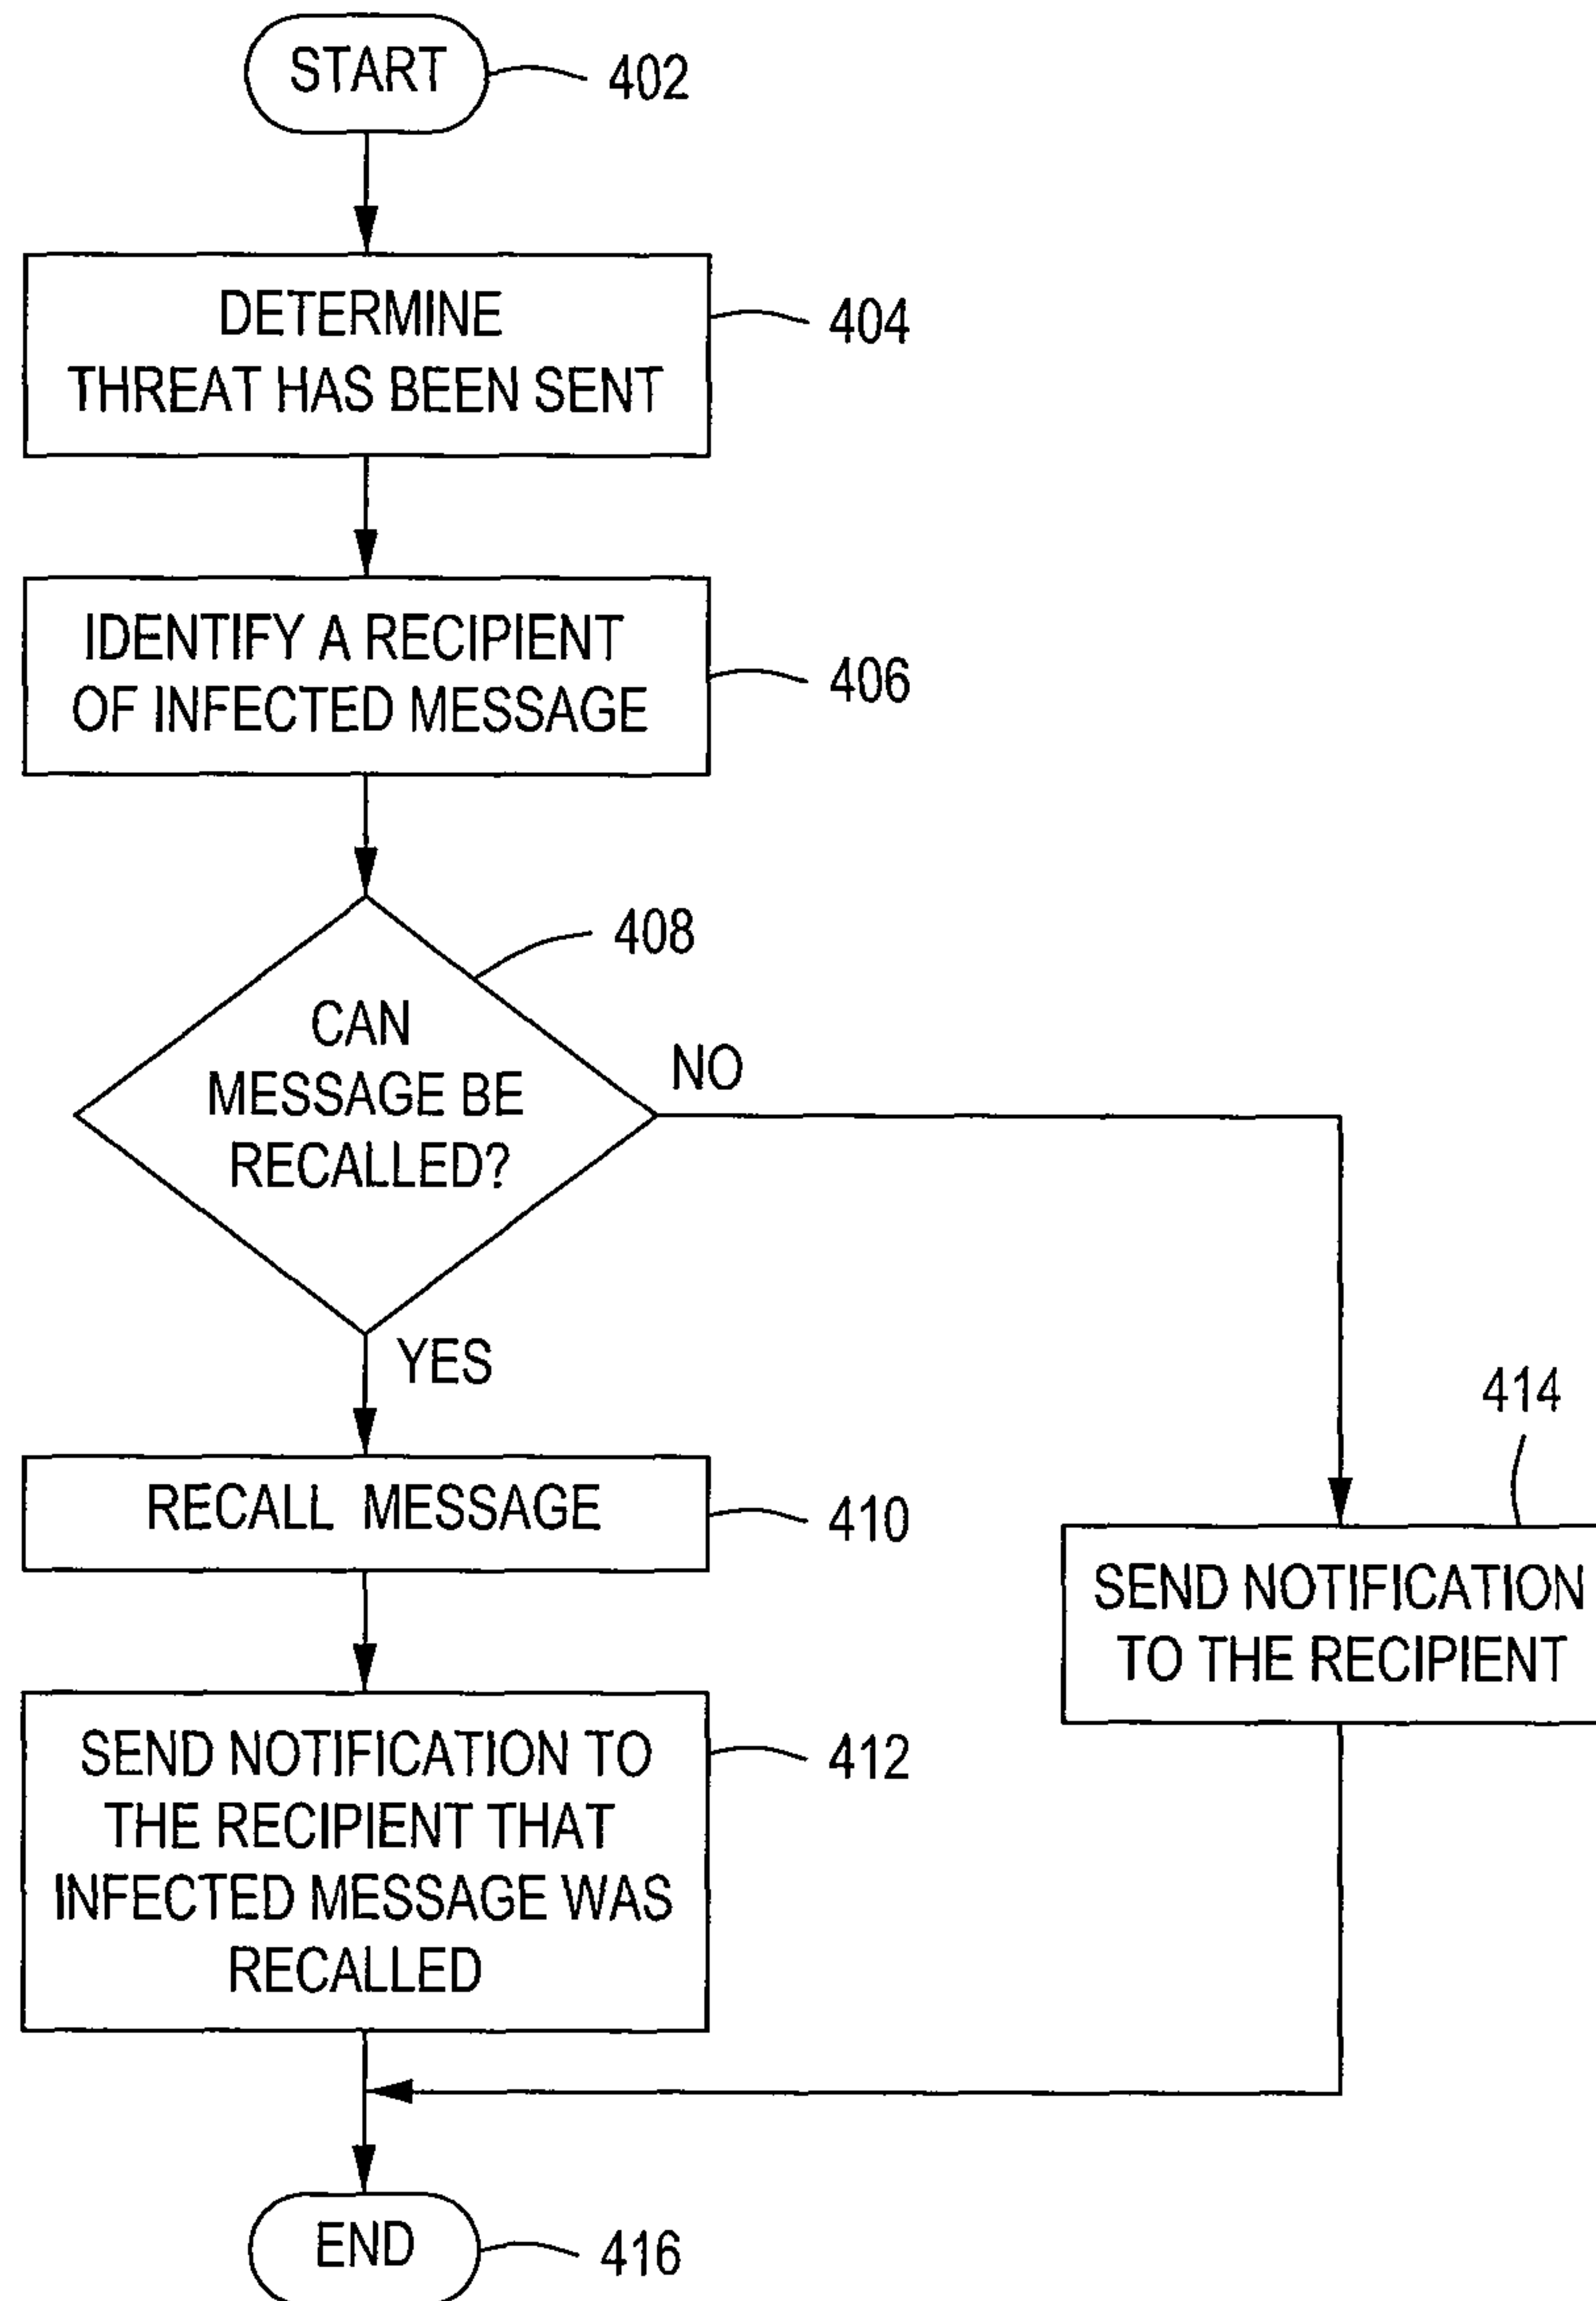 START
402
DETERMINE
THREAT HAS BEEN SENT
404
IDENTIFY A RECIPIENT
OF INFECTED MESSAGE
406
408
CAN
MESSAGE BE
RECALLED?
NO
YES
RECALL MESSAGE
410
414
SEND NOTIFICATION
TO THE RECIPIENT
SEND NOTIFICATION TO
THE RECIPIENT THAT
INFECTED MESSAGE WAS
RECALLED
412
END
416